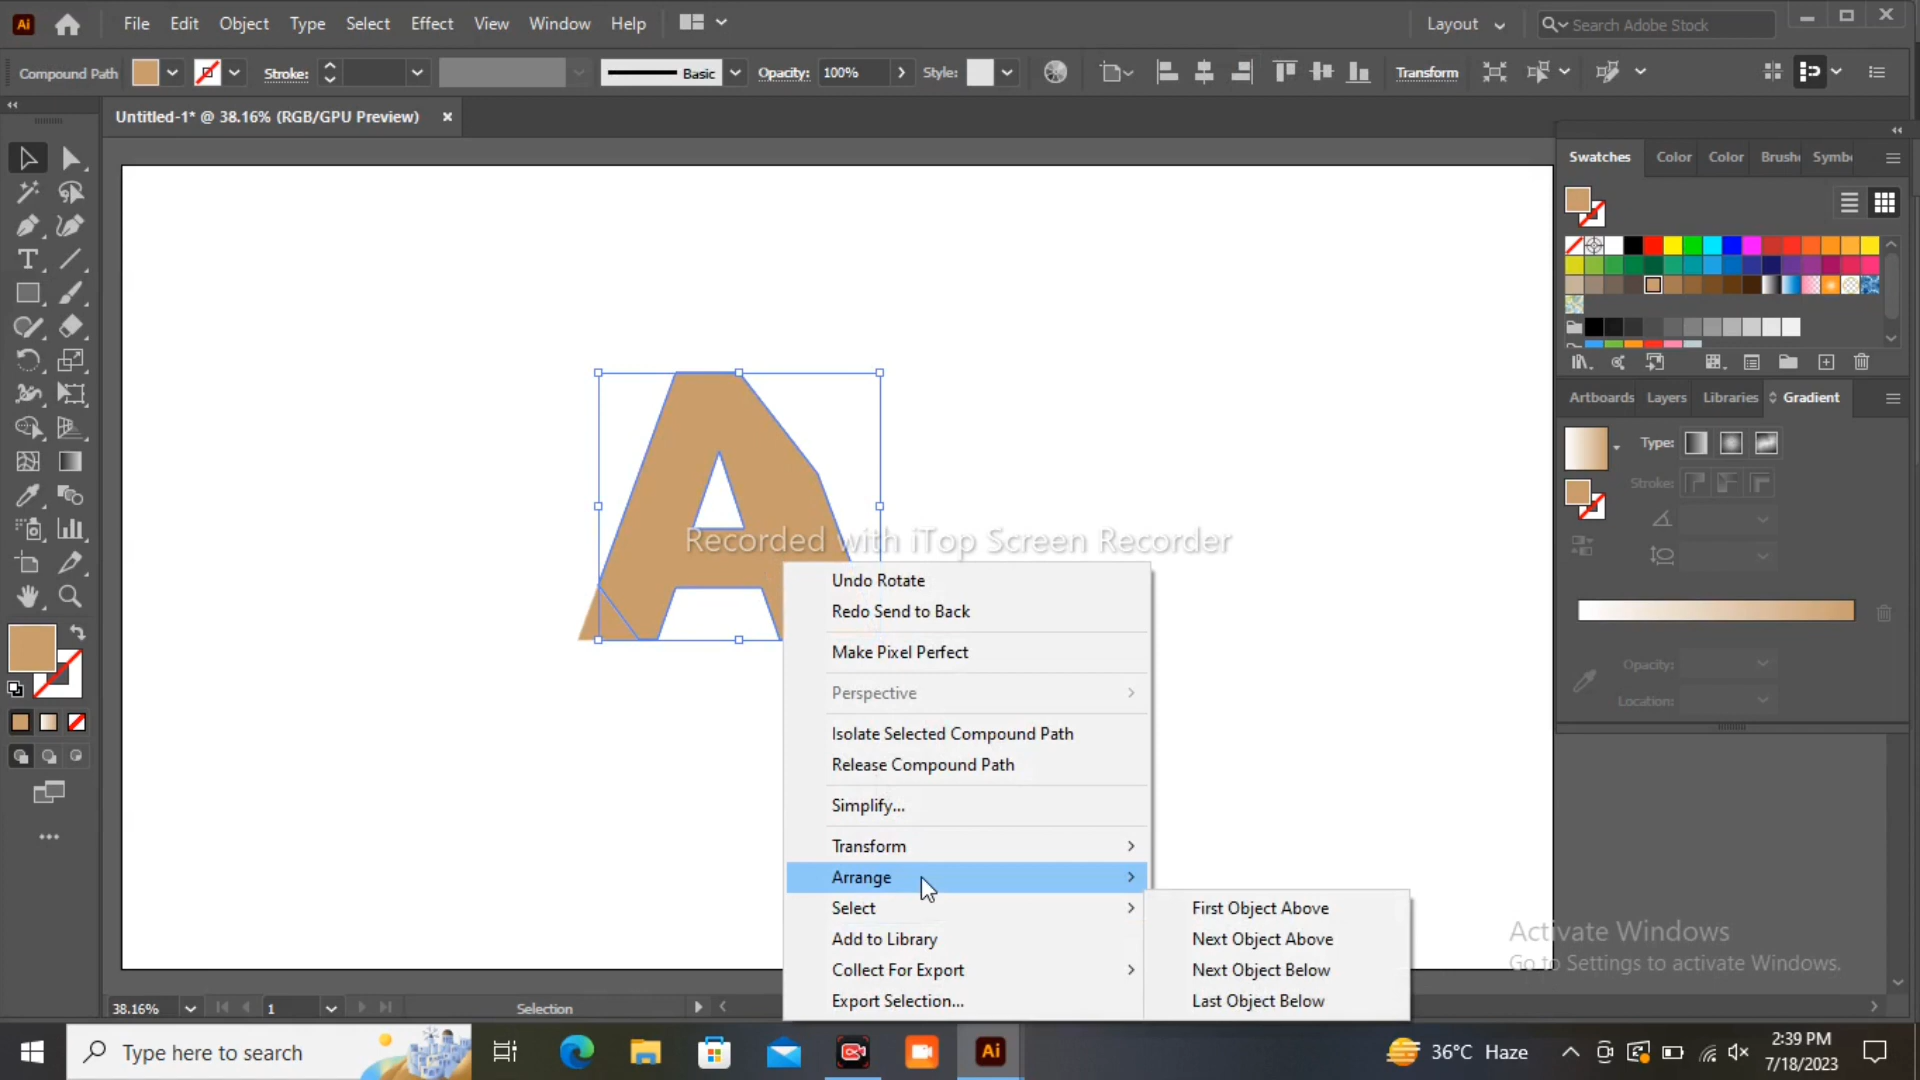 Ai File Edit Object Type Select Effect View Window Help Layout Search Adobe Stock
Compound Path Stroke: Basic Opacity: 100% Style: Transform
Untitled-1* @ 38.16% (RGB/GPU Preview) ×
Swatches Color Color Brushe Symbo
Artboards Layers Libraries Gradient
Type:
Stroke:
Opacity:
Location:
A
Recorded with iTop Screen Recorder
Undo Rotate
Redo Send to Back
Make Pixel Perfect
Perspective
Isolate Selected Compound Path
Release Compound Path
Simplify...
Transform
Arrange
Select
Add to Library
Collect For Export
Export Selection...
First Object Above
Next Object Above
Next Object Below
Last Object Below
Activate Windows
Go to Settings to activate Windows.
38.16% 1 Selection
Type here to search Ai 36°C Haze 2:39 PM
7/18/2023